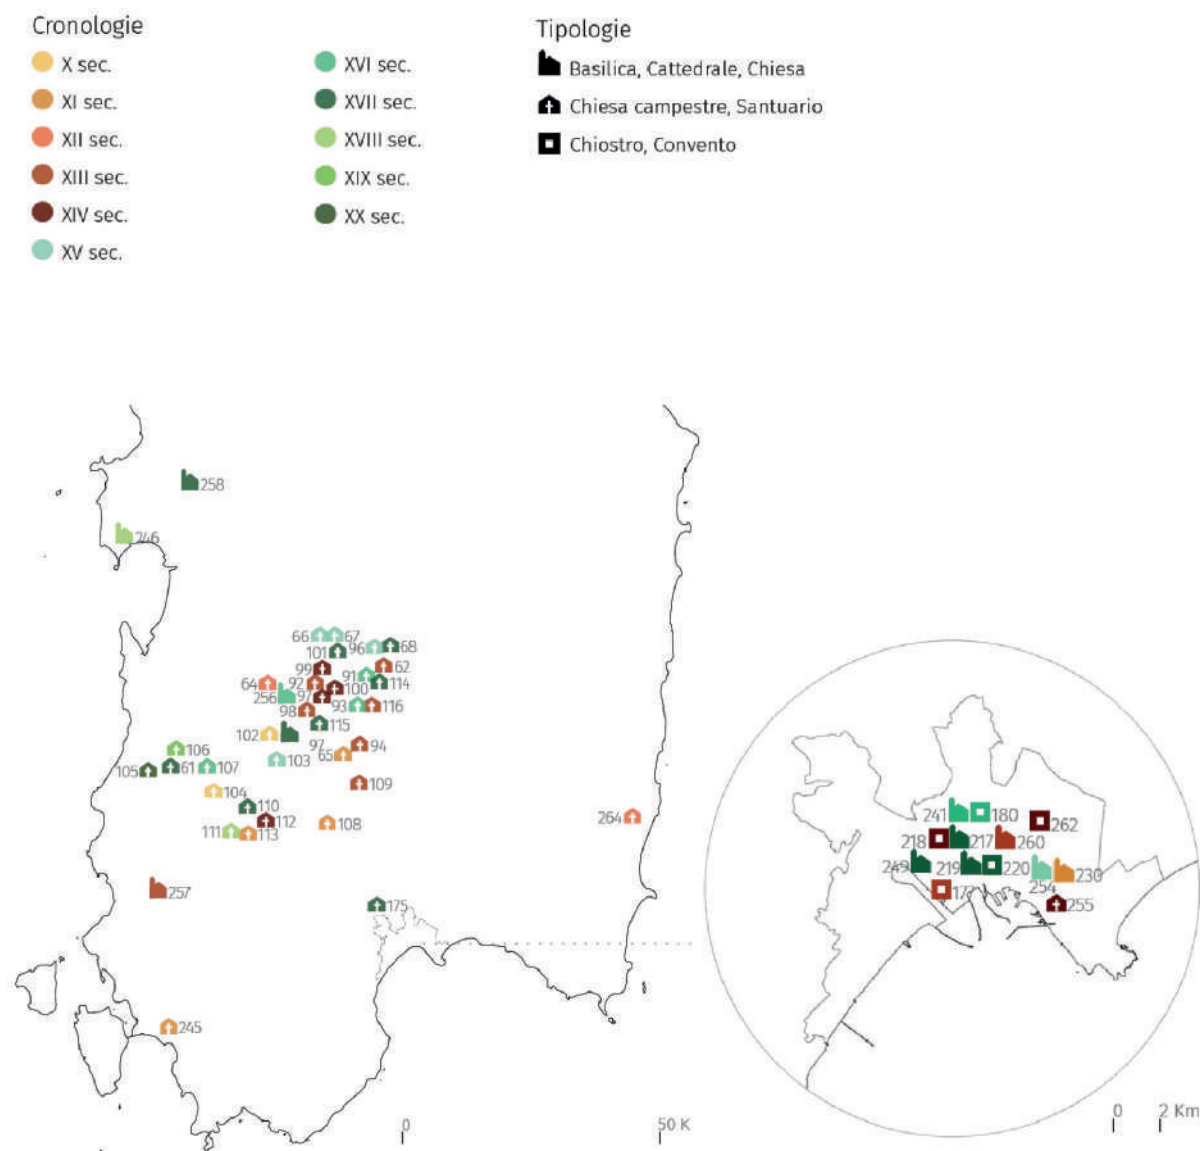 Cronologie
X sec.
XI sec.
XII sec.
XIII sec.
XIV sec.
XV sec.
XVI sec.
XVII sec.
XVIII sec.
XIX sec.
XX sec.
Tipologie
Basilica, Cattedrale, Chiesa
Chiesa campestre, Santuario
Chiostro, Convento
258
246
66 67
101 96 68
99 91 62
64 92 100 114
256 97
98 93 116
102 115
97 94
65
106 103
105 61 107
104 109
110
112 108
111 113
264
257
175
245
0 50 K
241 180
218 217 260 262
249 219 220 254 230
255
0 2 Km